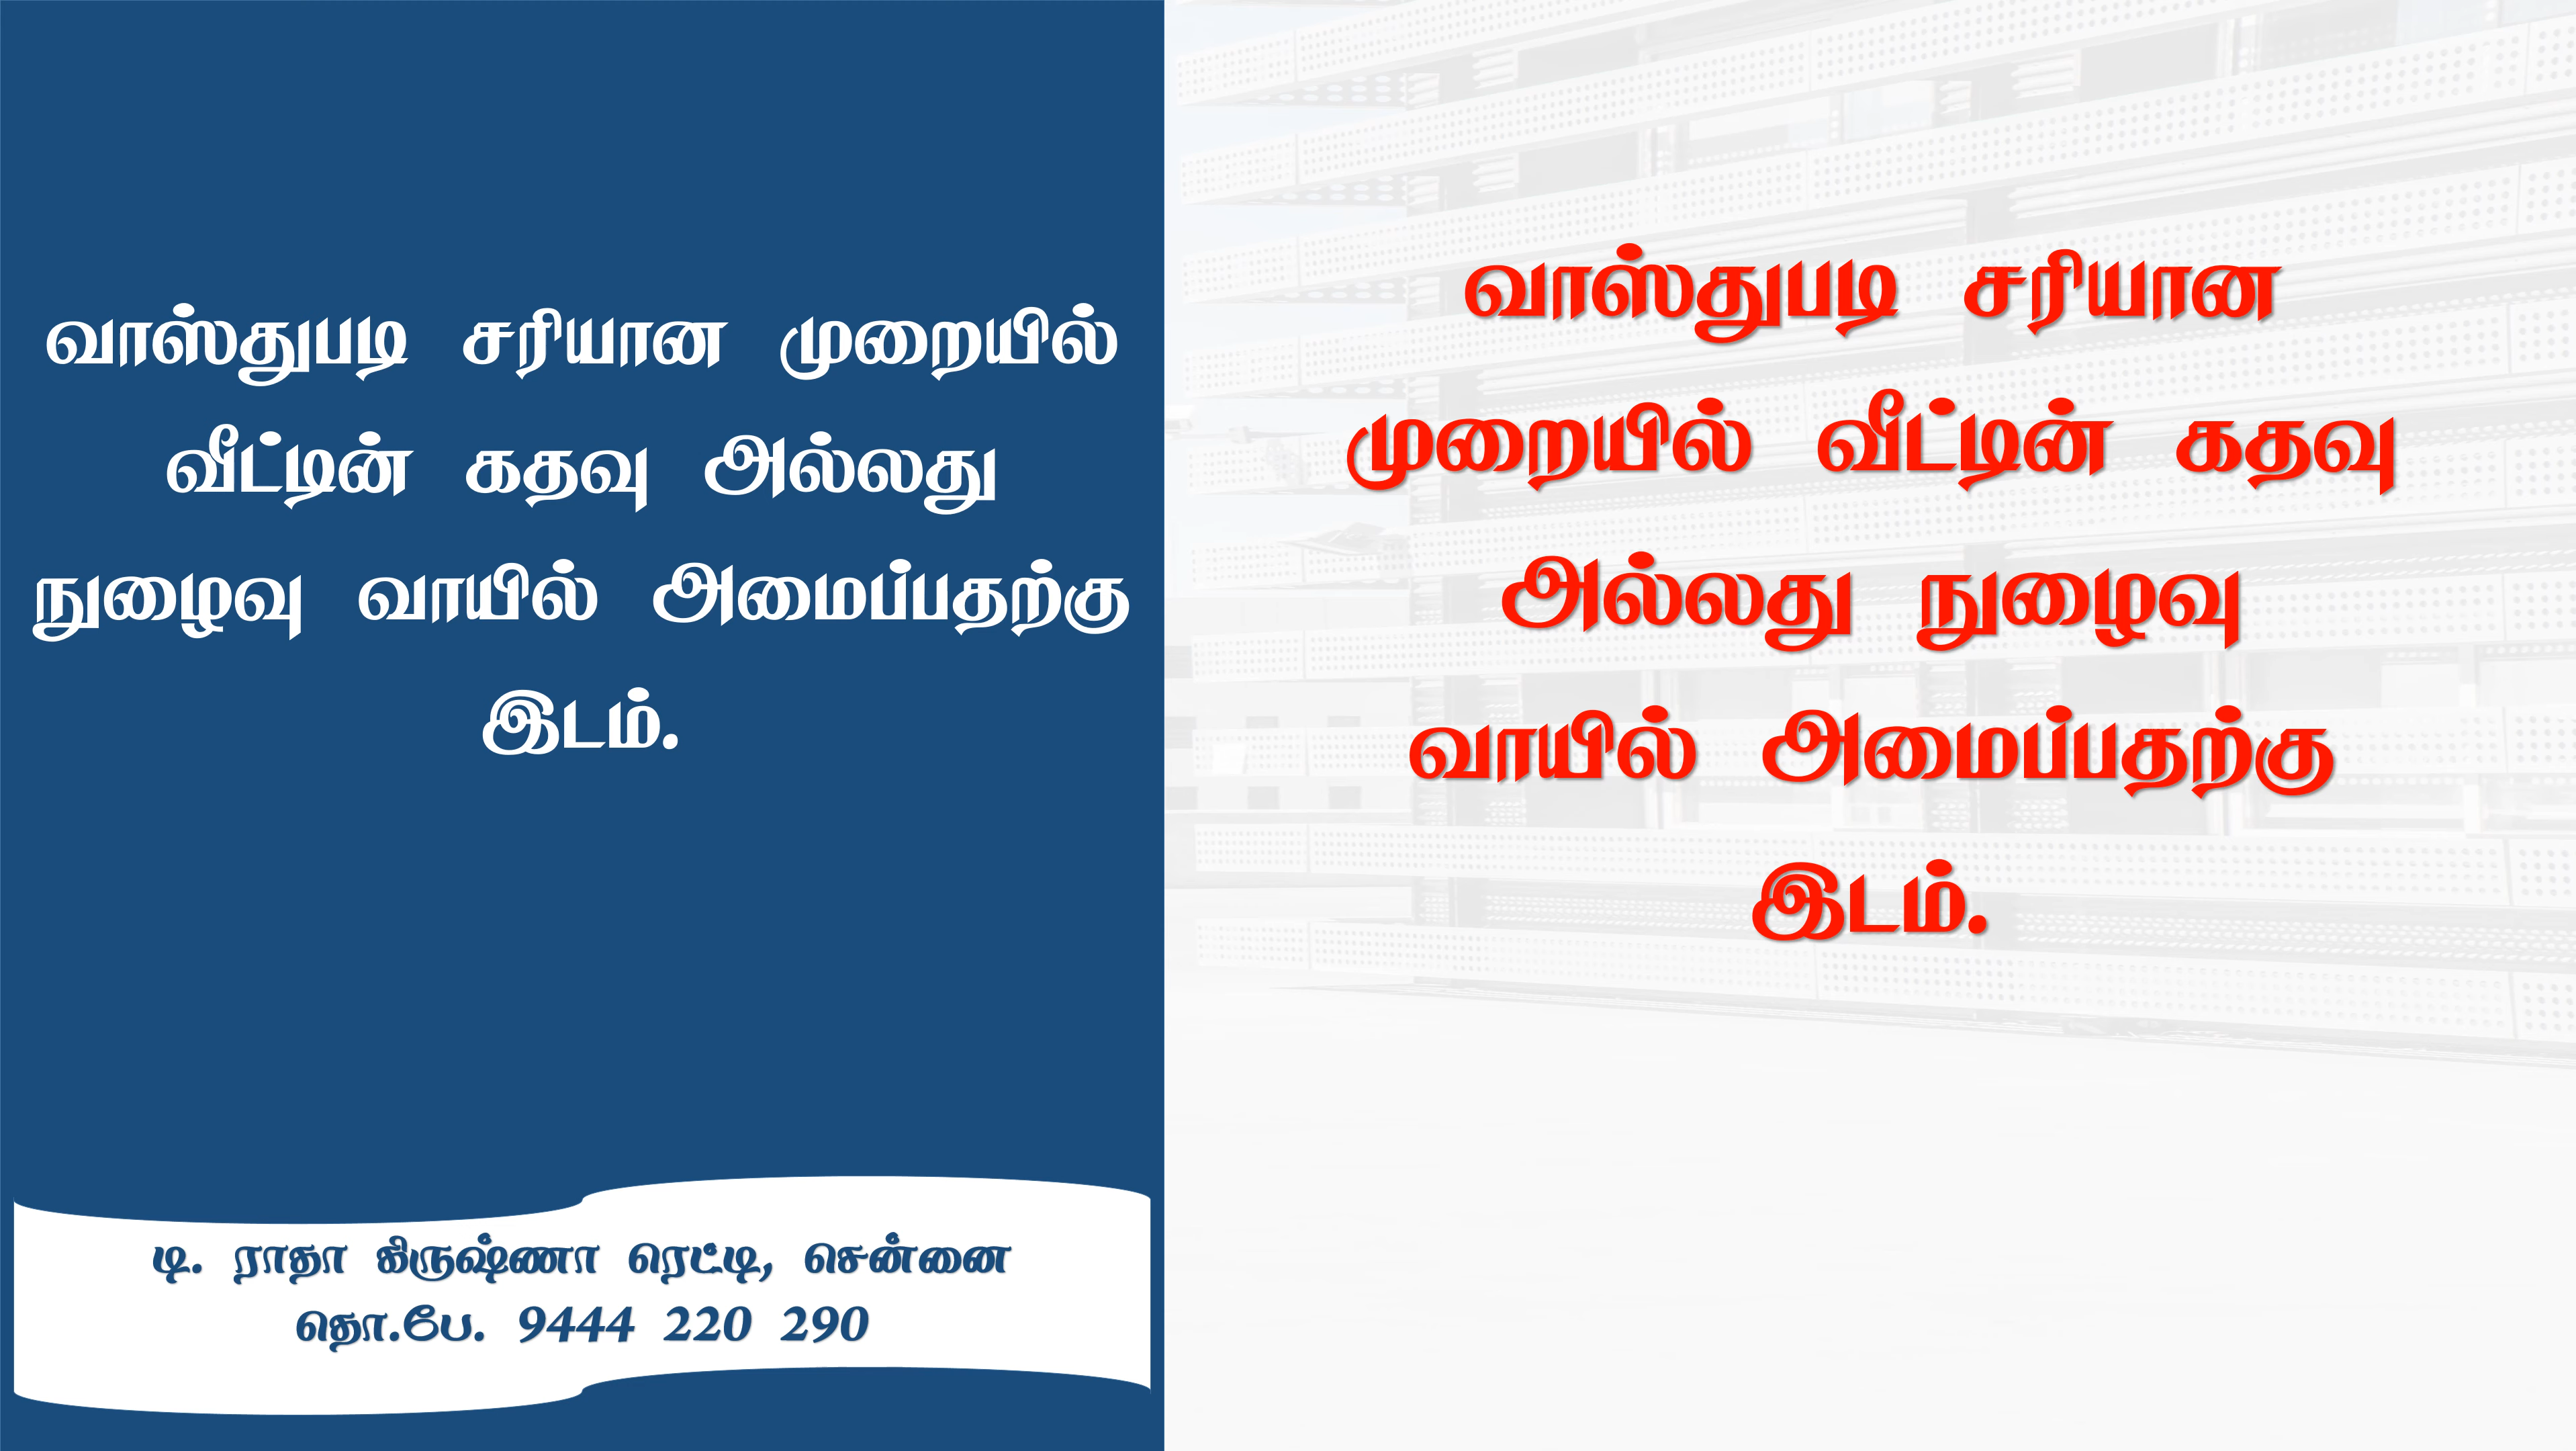 வாஸ்துபடி சரியான முறையில்
வீட்டின் கதவு அல்லது
நுழைவு வாயில் அமைப்பதற்கு
இடம்.
டி. ராதா கிருஷ்ணா ரெட்டி, சென்னை
தொ.பே. 9444 220 290
வாஸ்துபடி சரியான
முறையில் வீட்டின் கதவு
அல்லது நுழைவு
வாயில் அமைப்பதற்கு
இடம்.